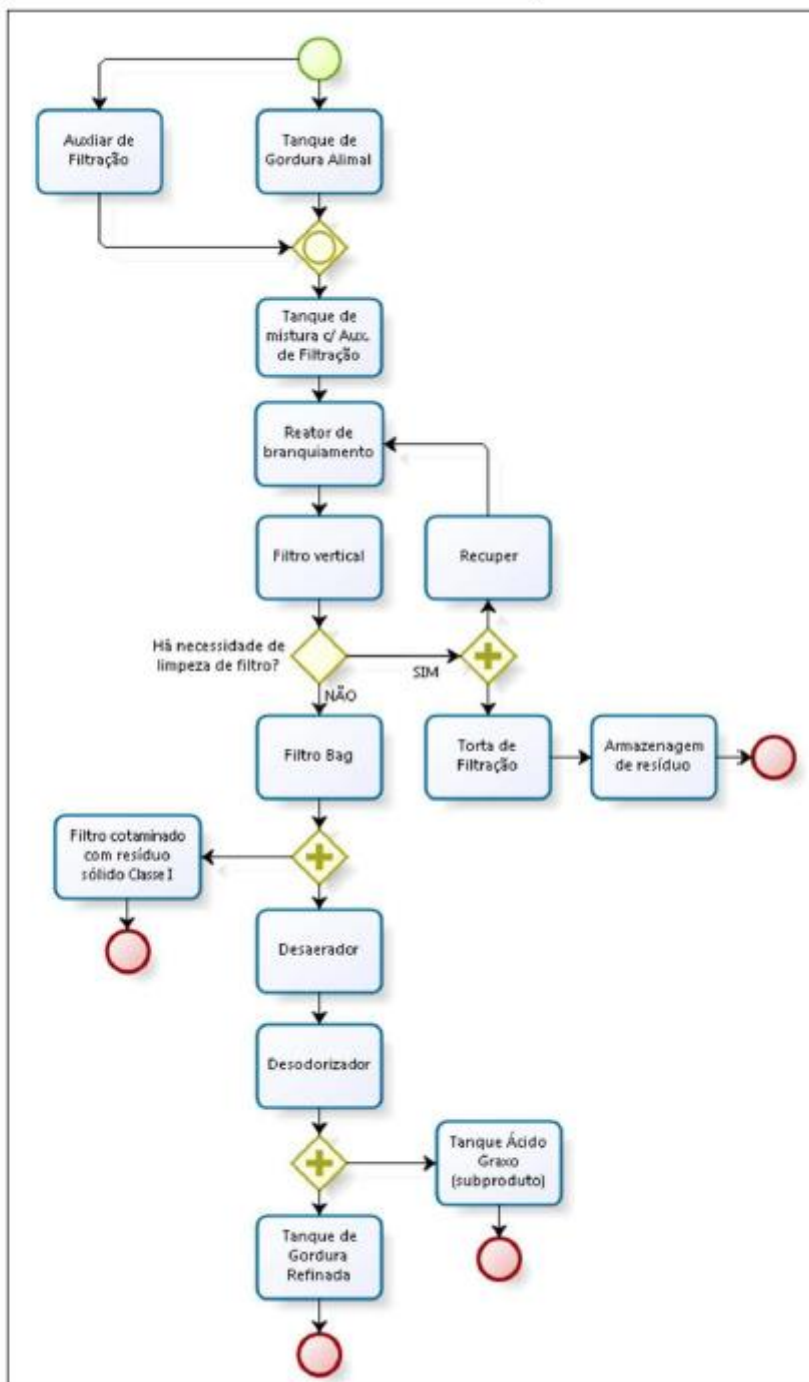 Auxliar de
Filtração
Tanque de
Gordura Alimal
Tanque de
mistura c/ Aux.
de Filtração
Reator de
branquiamento
Filtro vertical
Recuper
Há necessidade de
limpeza de filtro?
SIM
NÃO
Filtro Bag
Torta de
Filtração
Armazenagem
de resíduo
Filtro cotaminado
com resíduo
sólido Classe I
Desaerador
Desodorizador
Tanque Ácido
Graxo
(subproduto)
Tanque de
Gordura
Refinada